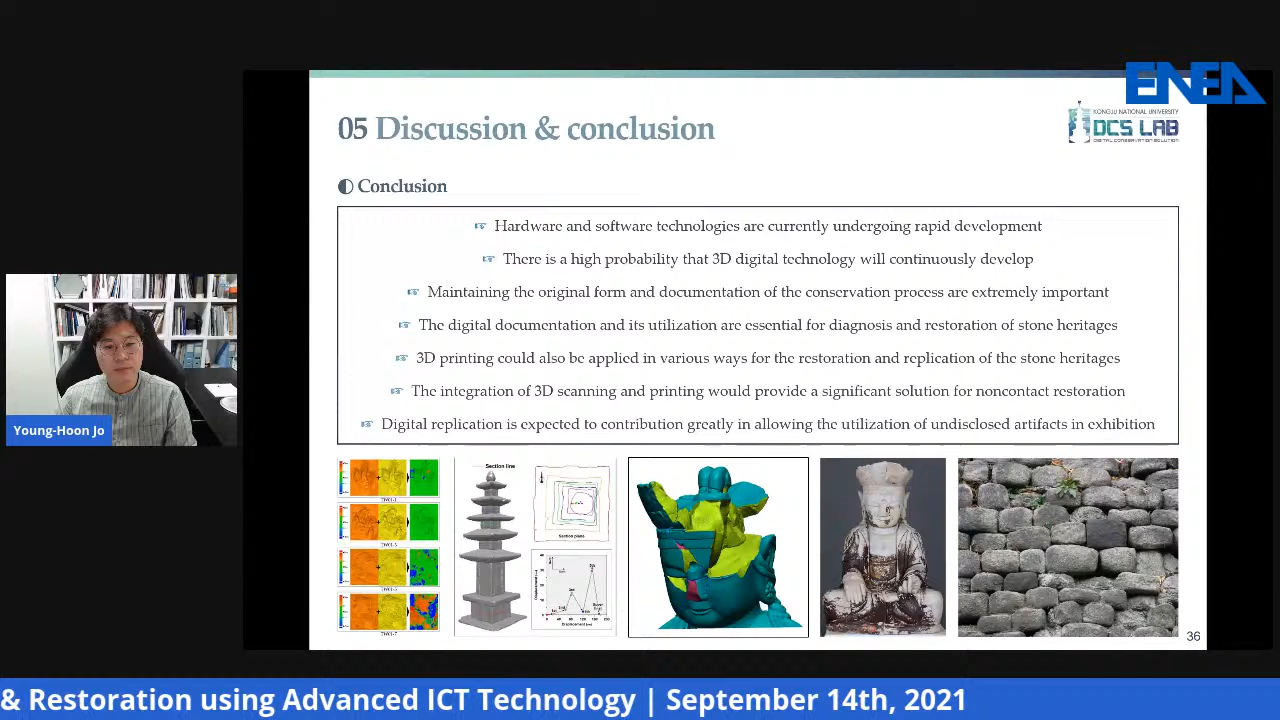 ENEA
05 Discussion & conclusion
KONGJU NATIONAL UNIVERSITY
DCS LAB
DIGITAL CONSERVATION SOLUTION
Conclusion
Hardware and software technologies are currently undergoing rapid development
There is a high probability that 3D digital technology will continuously develop
Maintaining the original form and documentation of the conservation process are extremely important
The digital documentation and its utilization are essential for diagnosis and restoration of stone heritages
3D printing could also be applied in various ways for the restoration and replication of the stone heritages
The integration of 3D scanning and printing would provide a significant solution for noncontact restoration
Digital replication is expected to contribution greatly in allowing the utilization of undisclosed artifacts in exhibition
Young-Hoon Jo
Section line
Section plane
Displacement (cm)
36
& Restoration using Advanced ICT Technology | September 14th, 2021